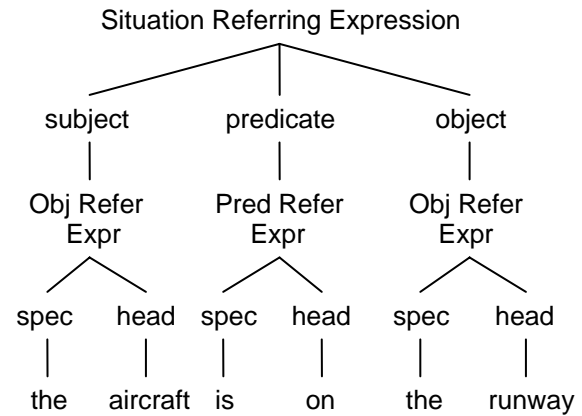 Situation Referring Expression
subject predicate object
Obj Refer Pred Refer Obj Refer
Expr Expr Expr
spec head spec head spec head
the aircraft is on the runway